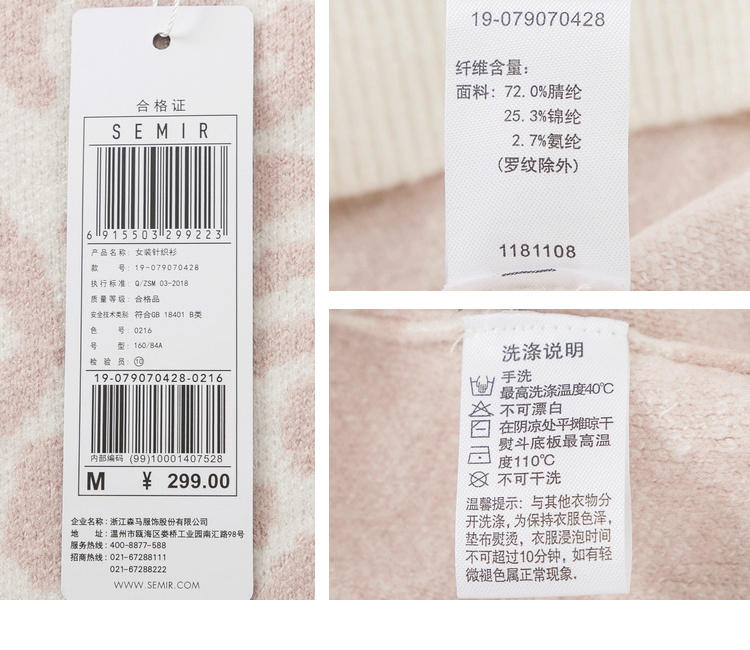 合格证
SEMIR
6 915503 299223
产品名称: 女装针织衫
款 号: 19-079070428
执行标准: Q/ZSM 03-2018
质量等级: 合格品
安全技术类别: 符合GB 18401 B类
色 号: 0216
号 型: 160/84A
检 验 员: ⑩
19-079070428-0216
内部编码 (99)10001407528
M ¥ 299.00
企业名称: 浙江森马服饰股份有限公司
地 址: 温州市瓯海区娄桥工业园南汇路98号
服务热线: 400-8877-588
招商热线: 021-67288111
021-67288222
WWW.SEMIR.COM
19-079070428
纤维含量:
面料: 72.0%腈纶
25.3%锦纶
2.7%氨纶
(罗纹除外)
1181108
洗涤说明
手洗
最高洗涤温度40℃
不可漂白
在阴凉处平摊晾干
熨斗底板最高温
度110℃
不可干洗
温馨提示: 与其他衣物分
开洗涤, 为保持衣服色泽,
垫布熨烫, 衣服浸泡时间
不可超过10分钟, 如有轻
微褪色属正常现象.